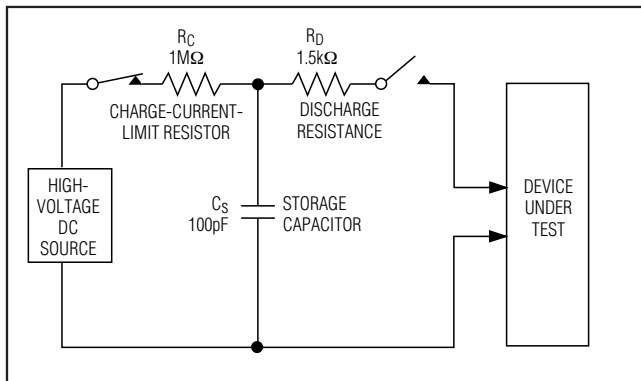 RC
1MΩ
CHARGE-CURRENT-
LIMIT RESISTOR
RD
1.5kΩ
DISCHARGE
RESISTANCE
HIGH-
VOLTAGE
DC
SOURCE
CS
100pF
STORAGE
CAPACITOR
DEVICE
UNDER
TEST